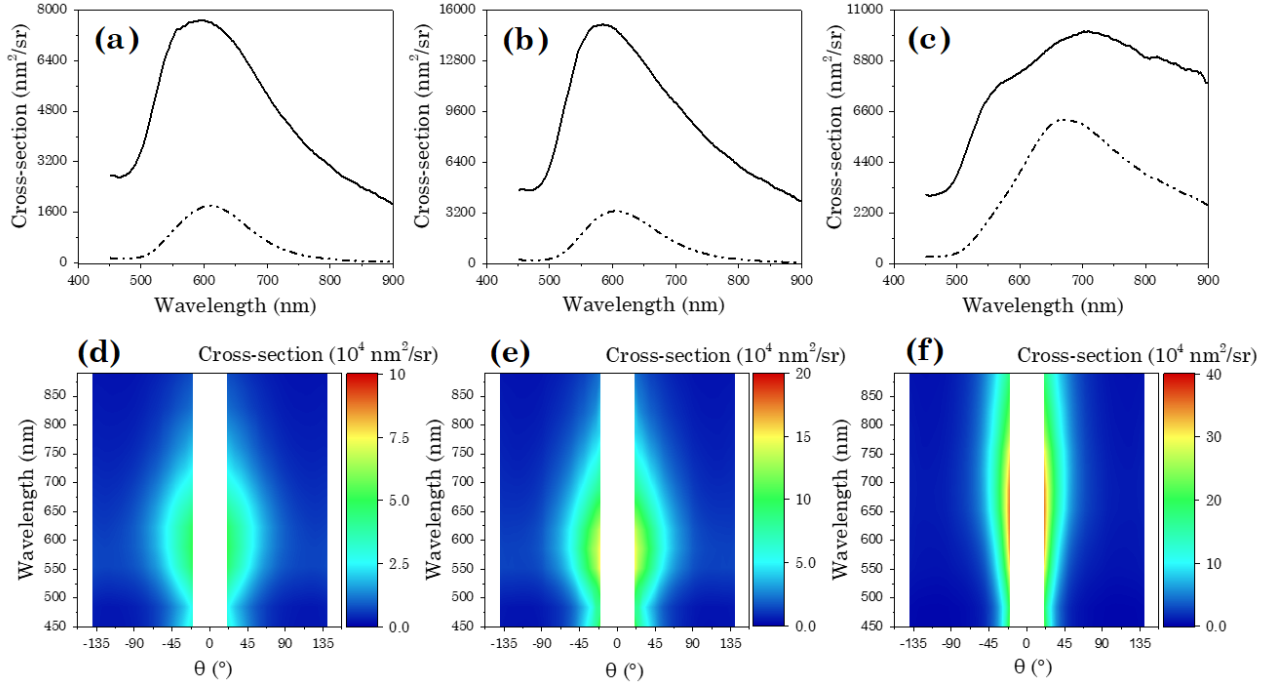 (a)
Cross-section (nm²/sr)
8000
6400
4800
3200
1600
0
400 500 600 700 800 900
Wavelength (nm)
(b)
Cross-section (nm²/sr)
16000
12800
9600
6400
3200
0
400 500 600 700 800 900
Wavelength (nm)
(c)
Cross-section (nm²/sr)
11000
8800
6600
4400
2200
0
400 500 600 700 800 900
Wavelength (nm)
(d)
Cross-section (10⁴ nm²/sr)
Wavelength (nm)
850
800
750
700
650
600
550
500
450
-135 -45 0 45 90 135
θ (°)
10
7.5
5.0
2.5
0.0
(e)
Cross-section (10⁴ nm²/sr)
Wavelength (nm)
850
800
750
700
650
600
550
500
450
-135 -45 0 45 90 135
θ (°)
20
15
10
5.0
0.0
(f)
Cross-section (10⁴ nm²/sr)
Wavelength (nm)
850
800
750
700
650
600
550
500
450
-135 -45 0 45 90 135
θ (°)
40
30
20
10
0.0